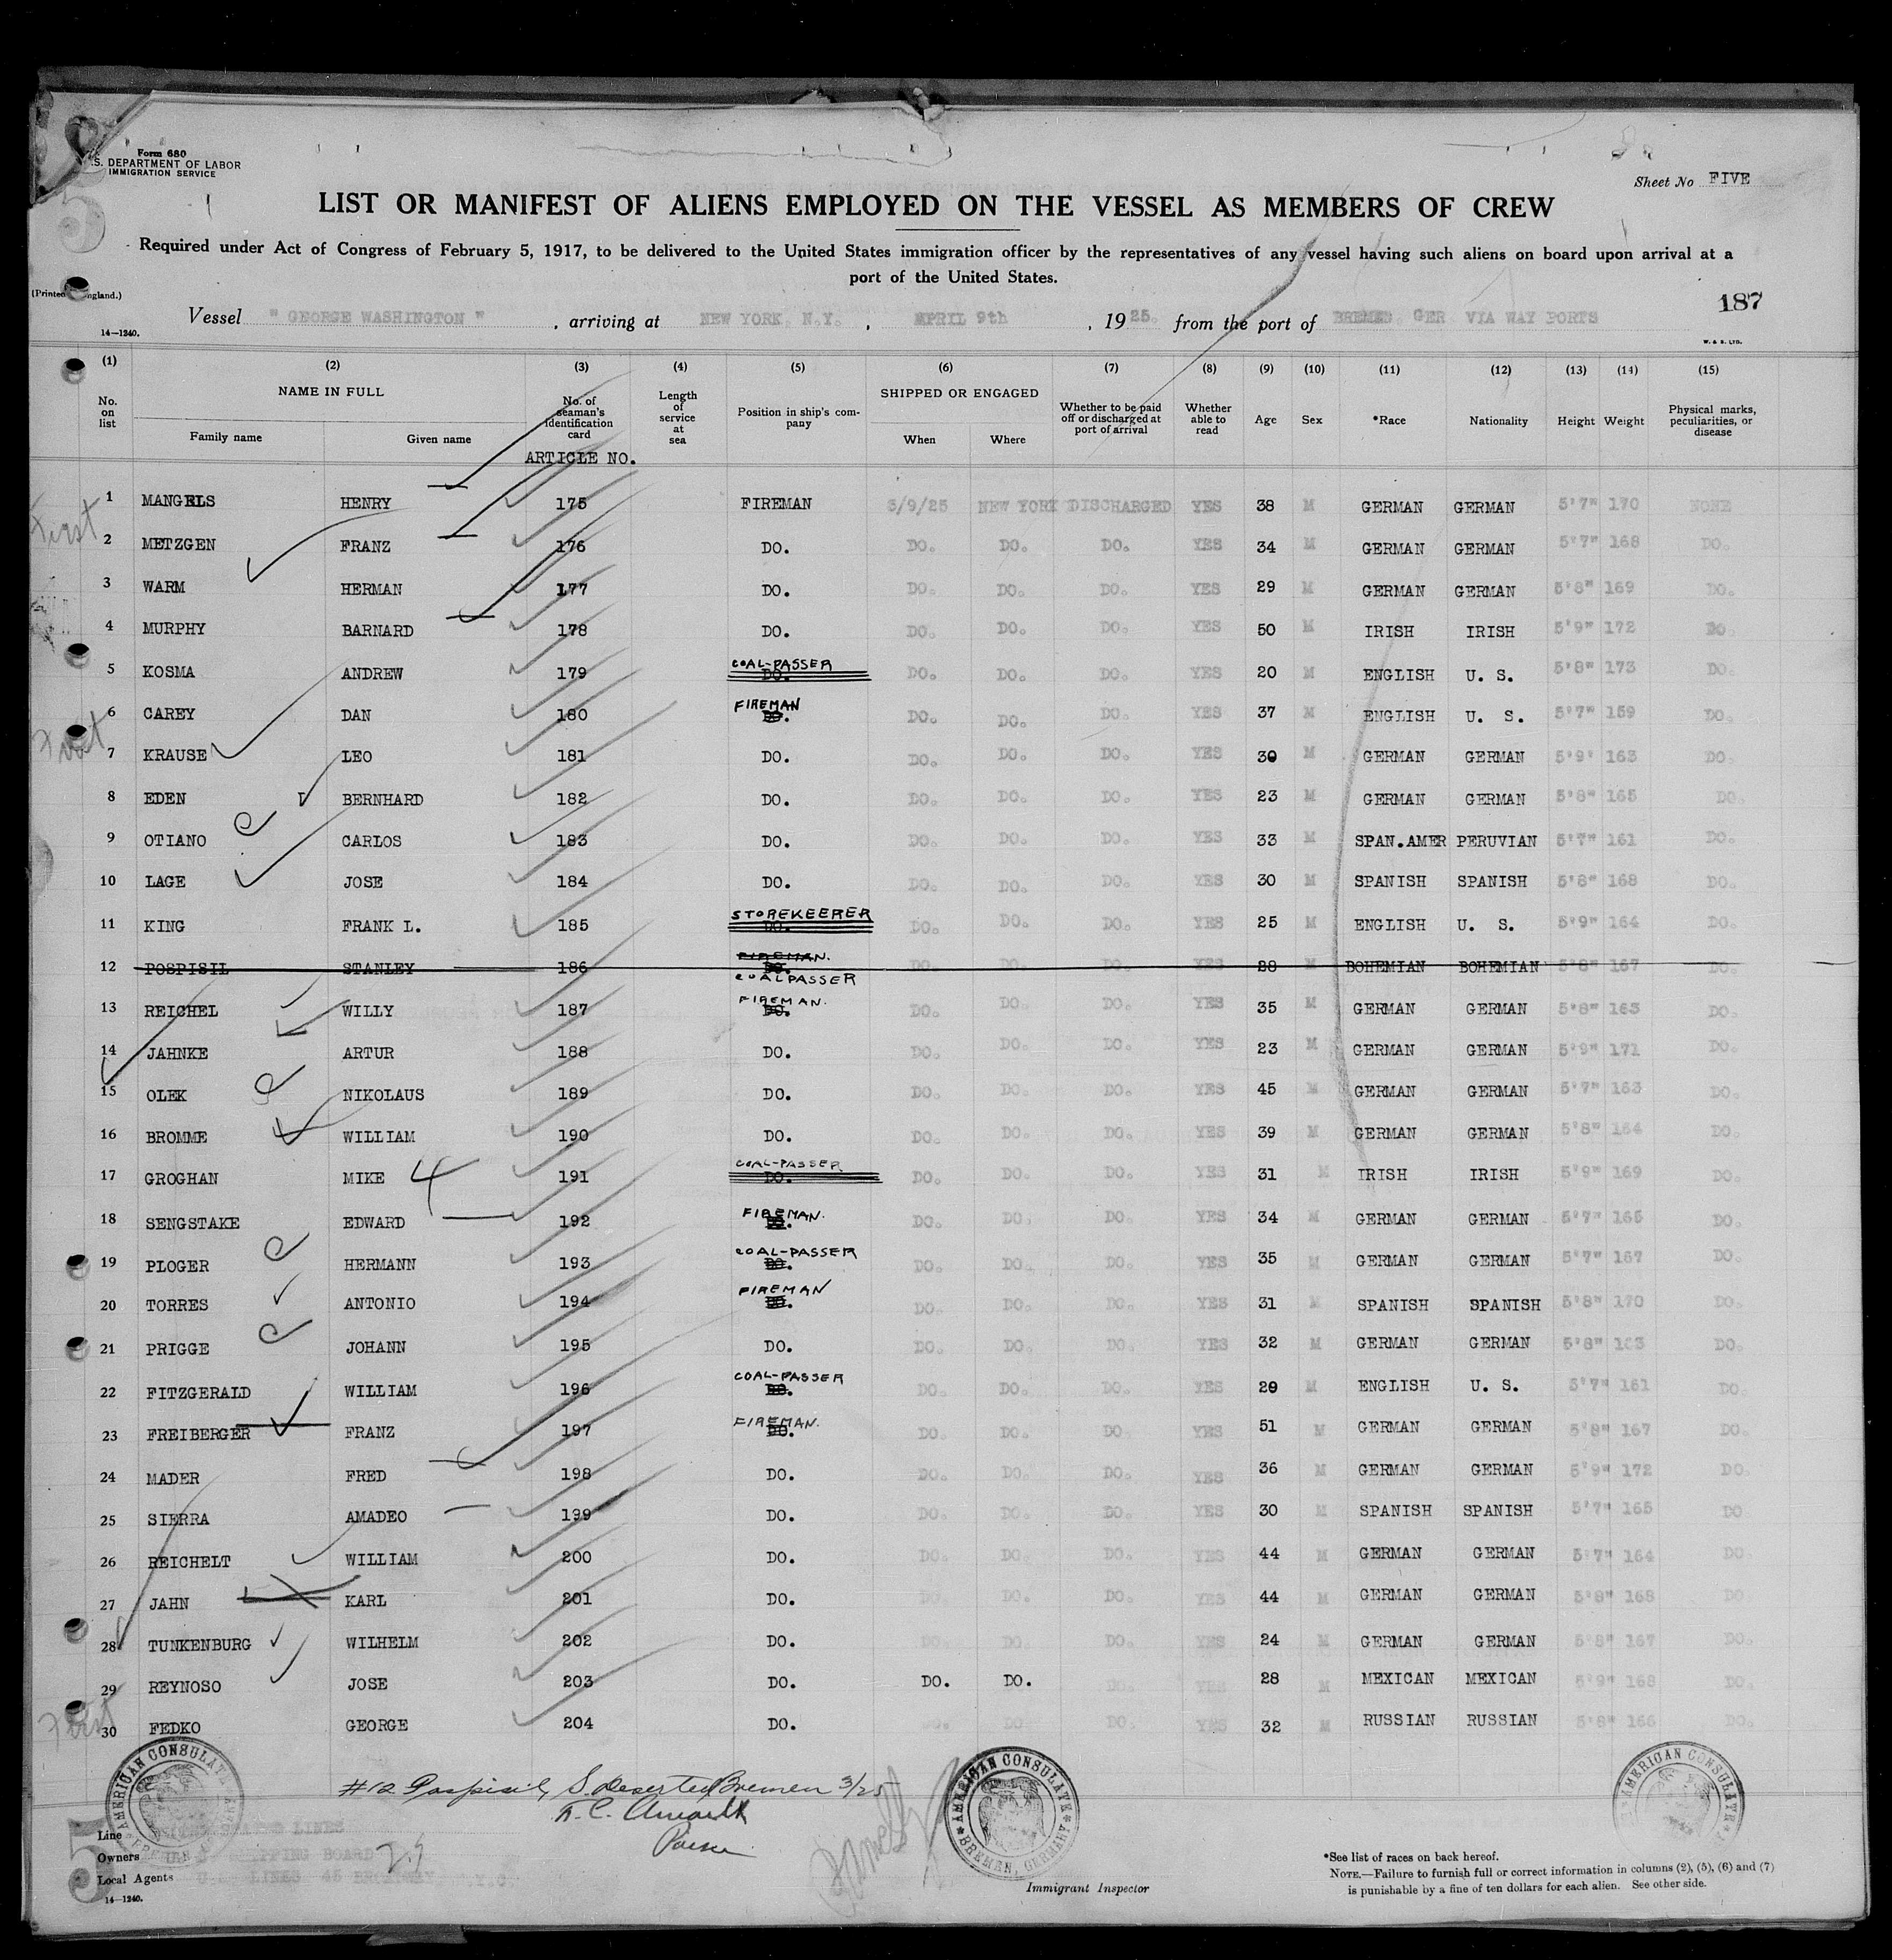 Form 680
.S. DEPARTMENT OF LABOR
IMMIGRATION SERVICE
Sheet No FIVE
LIST OR MANIFEST OF ALIENS EMPLOYED ON THE VESSEL AS MEMBERS OF CREW
Required under Act of Congress of February 5, 1917, to be delivered to the United States immigration officer by the representatives of any vessel having such aliens on board upon arrival at a
port of the United States.
(Printed ngland.)
187
Vessel " GEORGE WASHINGTON " , arriving at NEW YORK, N.Y. , APRIL 9th , 1925. from the port of BREMEN, GER VIA WAY PORTS
14—1240.
W. & S. LTD.
(1) (2) (3) (4) (5) (6) (7) (8) (9) (10) (11) (12) (13) (14) (15)
No. on list NAME IN FULL Family name Given name No. of seaman's identification card ARTICLE NO. Length of service at sea Position in ship's company SHIPPED OR ENGAGED When Where Whether to be paid off or discharged at port of arrival Whether able to read Age Sex *Race Nationality Height Weight Physical marks, peculiarities, or disease
1 MANGELS HENRY 175 FIREMAN 3/9/25 NEW YORK DISCHARGED YES 38 M GERMAN GERMAN 5'7" 170 NONE
First
2 METZGEN FRANZ 176 DO. DO. DO. DO. YES 34 M GERMAN GERMAN 5'7" 168 DO.
3 WARM HERMAN 177 DO. DO. DO. DO. YES 29 M GERMAN GERMAN 5'8" 169 DO.
4 MURPHY BARNARD 178 DO. DO. DO. DO. YES 50 M IRISH IRISH 5'9" 172 DO.
5 KOSMA ANDREW 179 COAL-PASSER DO. DO. DO. DO. YES 20 M ENGLISH U. S. 5'8" 173 DO.
6 CAREY DAN 180 FIREMAN DO. DO. DO. DO. YES 37 M ENGLISH U. S. 5'7" 159 DO.
First
7 KRAUSE LEO 181 DO. DO. DO. DO. YES 30 M GERMAN GERMAN 5'9" 163 DO.
8 EDEN BERNHARD 182 DO. DO. DO. DO. YES 23 M GERMAN GERMAN 5'8" 165 DO.
9 OTIANO CARLOS 183 DO. DO. DO. DO. YES 33 M SPAN.AMER PERUVIAN 5'7" 161 DO.
10 LAGE JOSE 184 DO. DO. DO. DO. YES 30 M SPANISH SPANISH 5'8" 168 DO.
11 KING FRANK L. 185 STOREKEEPER DO. DO. DO. DO. YES 25 M ENGLISH U. S. 5'9" 164 DO.
12 POSPISIL STANLEY 186 FIREMAN. DO. COALPASSER DO. DO. DO. YES 28 M BOHEMIAN BOHEMIAN 5'8" 167 DO.
13 REICHEL WILLY 187 FIREMAN. DO. DO. DO. DO. YES 35 M GERMAN GERMAN 5'8" 163 DO.
14 JAHNKE ARTUR 188 DO. DO. DO. DO. YES 23 M GERMAN GERMAN 5'9" 171 DO.
15 OLEK NIKOLAUS 189 DO. DO. DO. DO. YES 45 M GERMAN GERMAN 5'7" 163 DO.
16 BROMME WILLIAM 190 DO. DO. DO. DO. YES 39 M GERMAN GERMAN 5'8" 164 DO.
17 GROGHAN MIKE 4 191 COAL-PASSER DO. DO. DO. DO. YES 31 M IRISH IRISH 5'9" 169 DO.
18 SENGSTAKE EDWARD 192 FIREMAN. DO. DO. DO. DO. YES 34 M GERMAN GERMAN 5'7" 165 DO.
19 PLOGER HERMANN 193 COAL-PASSER DO. DO. DO. DO. YES 35 M GERMAN GERMAN 5'7" 167 DO.
20 TORRES ANTONIO 194 FIREMAN DO. DO. DO. DO. YES 31 M SPANISH SPANISH 5'8" 170 DO.
21 PRIGGE JOHANN 195 DO. DO. DO. DO. YES 32 M GERMAN GERMAN 5'8" 163 DO.
22 FITZGERALD WILLIAM 196 COAL-PASSER DO. DO. DO. DO. YES 29 M ENGLISH U. S. 5'7" 161 DO.
23 FREIBERGER FRANZ 197 FIREMAN. DO. DO. DO. DO. YES 51 M GERMAN GERMAN 5'8" 167 DO.
24 MADER FRED 198 DO. DO. DO. DO. YES 36 M GERMAN GERMAN 5'9" 172 DO.
25 SIERRA AMADEO 199 DO. DO. DO. DO. YES 30 M SPANISH SPANISH 5'7" 165 DO
26 REICHELT WILLIAM 200 DO. DO. DO. DO. YES 44 M GERMAN GERMAN 5'7" 164 DO
27 JAHN KARL 201 DO. DO. DO. DO. YES 44 M GERMAN GERMAN 5'8" 168 DO
28 TUNKENBURG WILHELM 202 DO. DO. DO. DO. YES 24 M GERMAN GERMAN 5'8" 167 DO.
29 REYNOSO JOSE 203 DO. DO. DO. DO. YES 28 M MEXICAN MEXICAN 5'9" 168 DO.
30 FEDKO GEORGE 204 DO. DO. DO. DO. YES 32 M RUSSIAN RUSSIAN 5'8" 166 DO.
First
#12 Pospisil, S. Deserted Bremen 3/25
AMERICAN CONSULATE BREMEN, GERMANY
AMERICAN CONSULATE BREMEN, GERMANY
AMERICAN CONSULATE
Line LINES
Owners SHIPPING BOARD
Local Agents LINES 45 BROADWAY N.Y.C.
14—1240.
Immigrant Inspector
*See list of races on back hereof.
NOTE.—Failure to furnish full or correct information in columns (2), (5), (6) and (7)
is punishable by a fine of ten dollars for each alien. See other side.